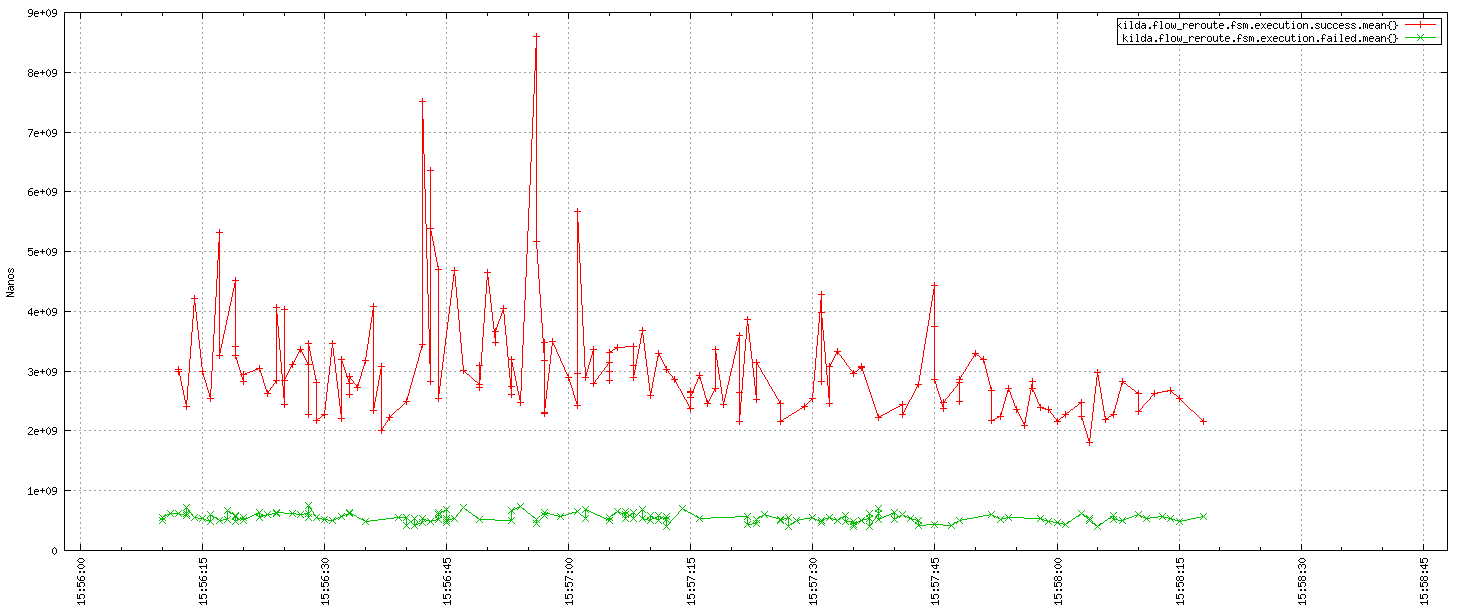 9e+09
kilda.flow_reroute.fsm.execution.success.mean{}
kilda.flow_reroute.fsm.execution.failed.mean{}
8e+09
7e+09
6e+09
5e+09
Nanos
4e+09
3e+09
2e+09
1e+09
0
15:56:00
15:56:15
15:56:30
15:56:45
15:57:00
15:57:15
15:57:30
15:57:45
15:58:00
15:58:15
15:58:30
15:58:45